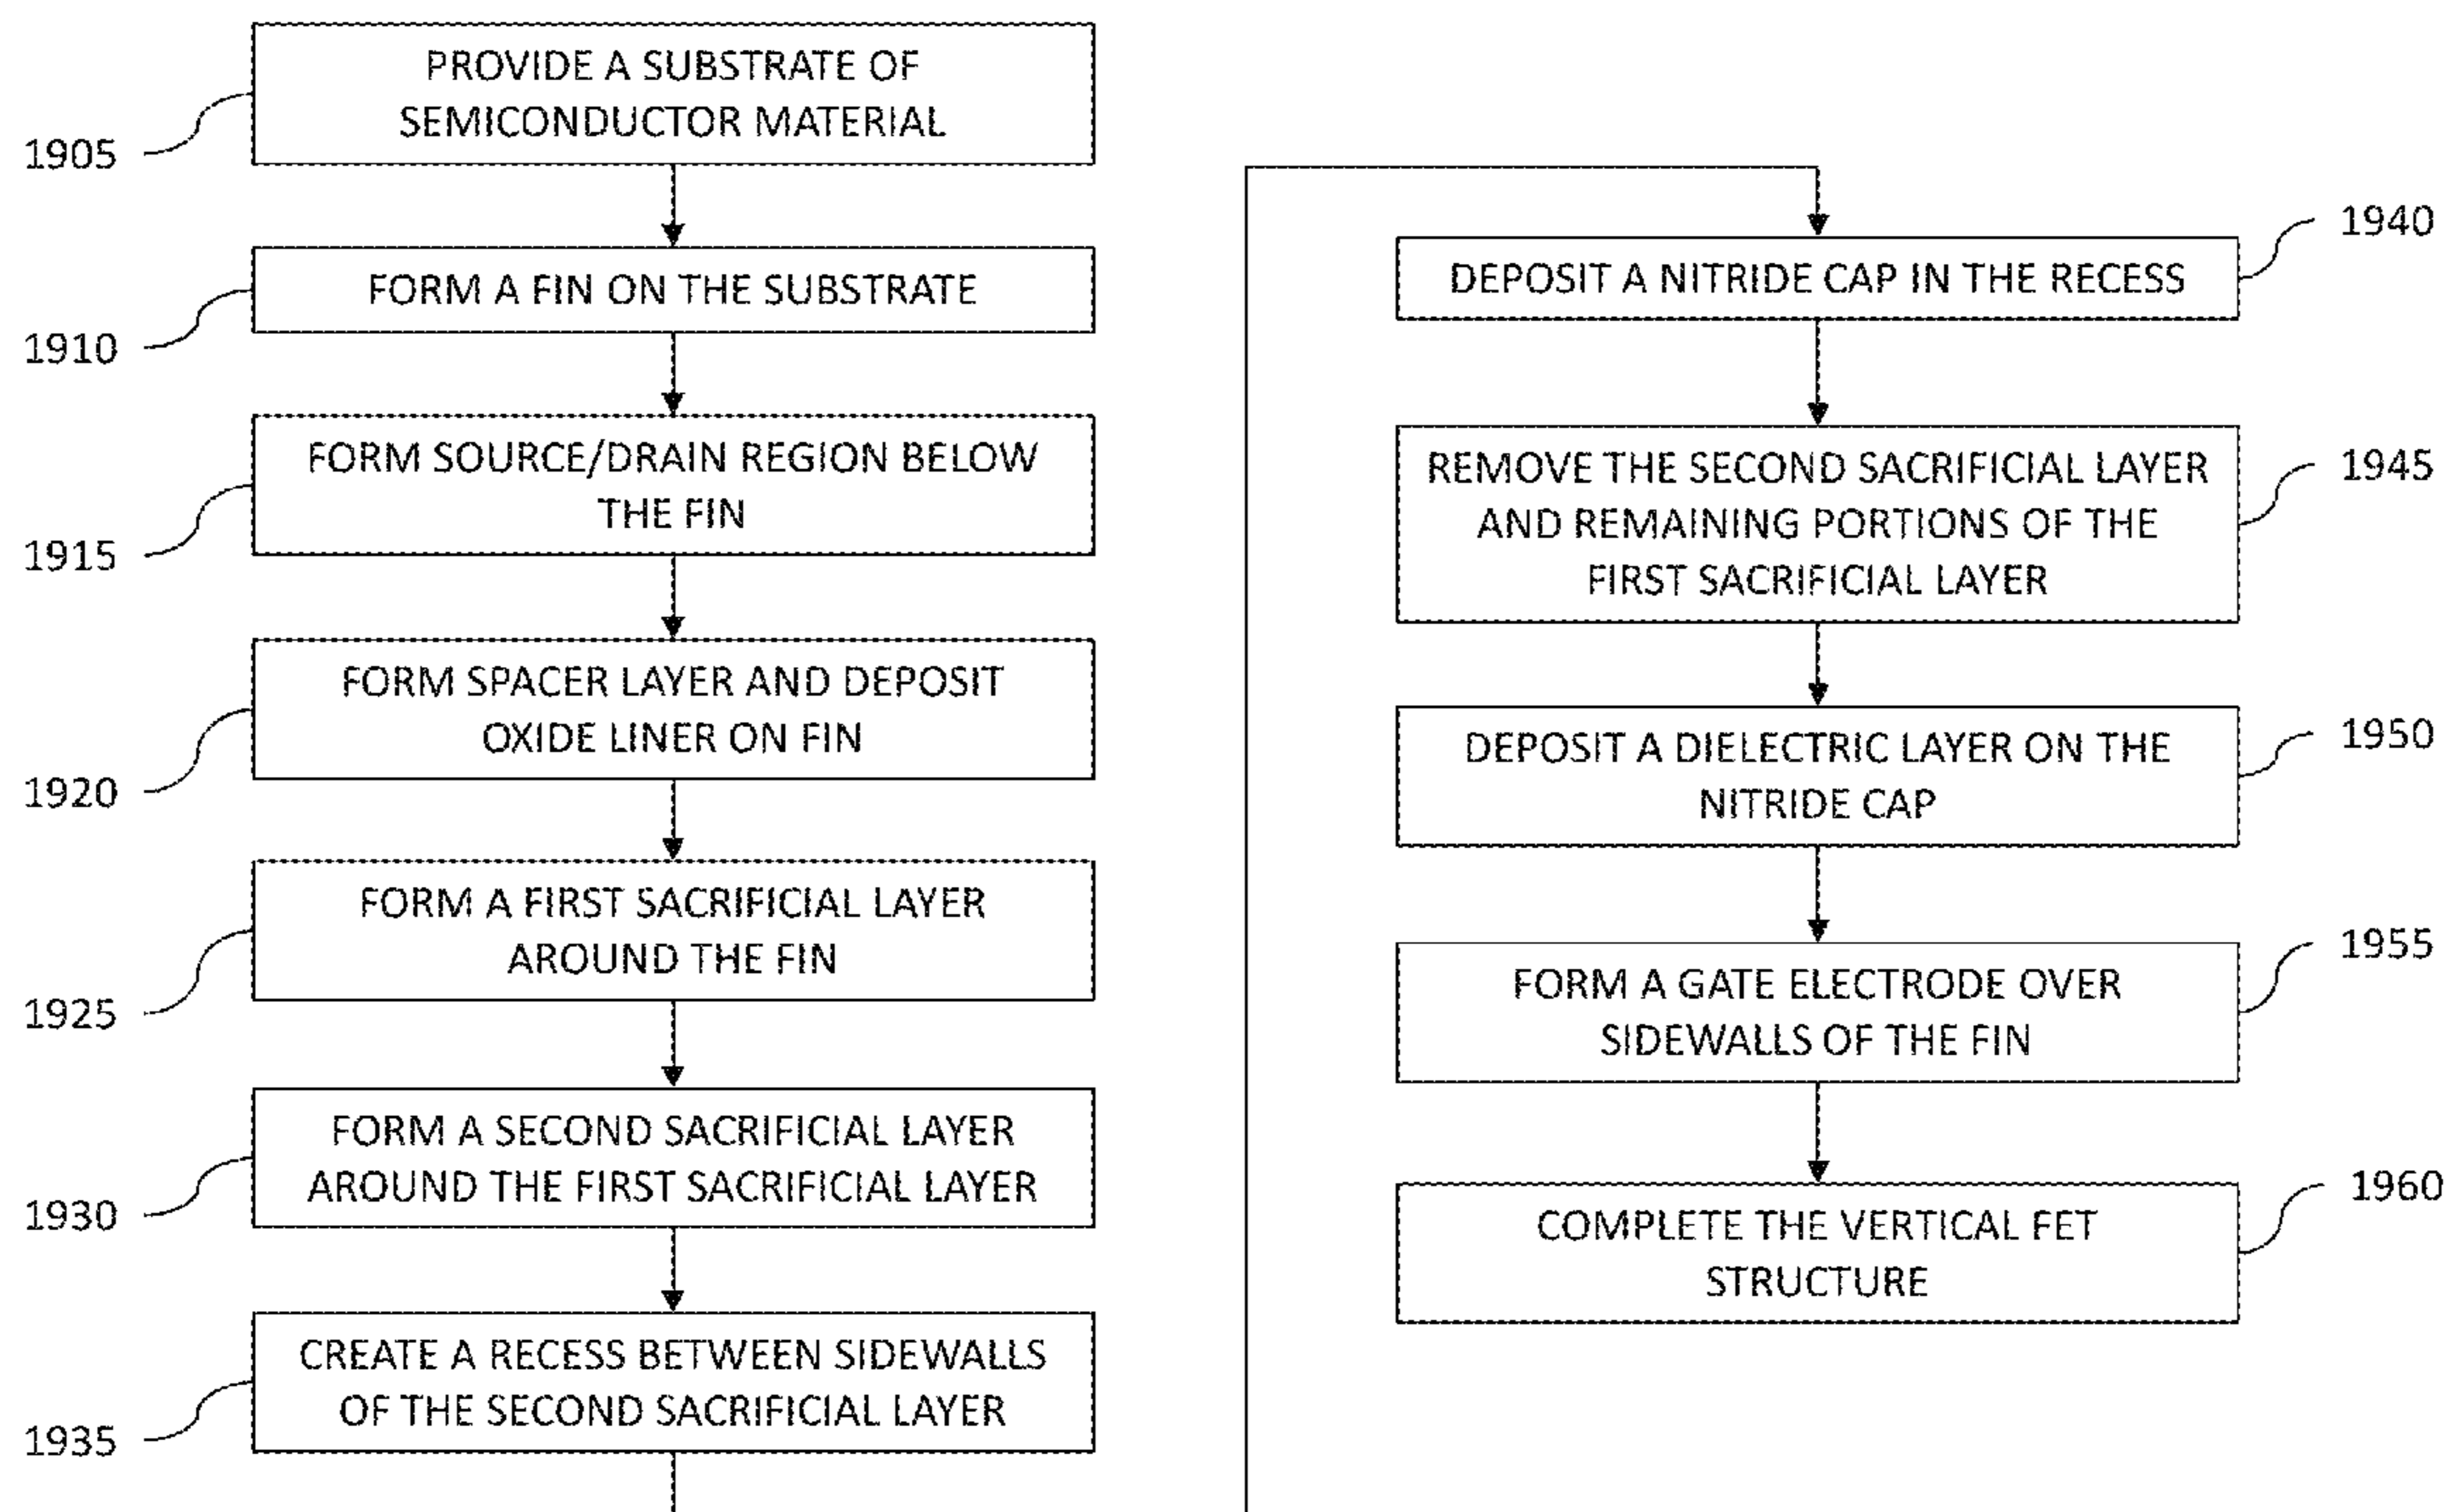 PROVIDE A SUBSTRATE OF
SEMICONDUCTOR MATERIAL
1905
FORM A FIN ON THE SUBSTRATE
1910
FORM SOURCE/DRAIN REGION BELOW
THE FIN
1915
FORM SPACER LAYER AND DEPOSIT
OXIDE LINER ON FIN
1920
FORM A FIRST SACRIFICIAL LAYER
AROUND THE FIN
1925
FORM A SECOND SACRIFICIAL LAYER
AROUND THE FIRST SACRIFICIAL LAYER
1930
CREATE A RECESS BETWEEN SIDEWALLS
OF THE SECOND SACRIFICIAL LAYER
1935
1940
DEPOSIT A NITRIDE CAP IN THE RECESS
1945
REMOVE THE SECOND SACRIFICIAL LAYER
AND REMAINING PORTIONS OF THE
FIRST SACRIFICIAL LAYER
1950
DEPOSIT A DIELECTRIC LAYER ON THE
NITRIDE CAP
1955
FORM A GATE ELECTRODE OVER
SIDEWALLS OF THE FIN
1960
COMPLETE THE VERTICAL FET
STRUCTURE